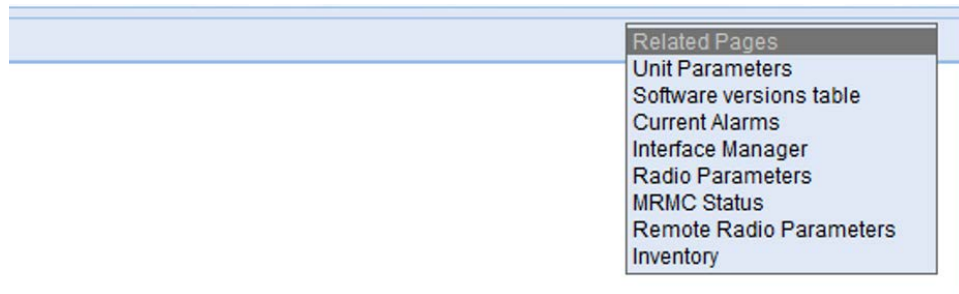 Related Pages
Unit Parameters
Software versions table
Current Alarms
Interface Manager
Radio Parameters
MRMC Status
Remote Radio Parameters
Inventory